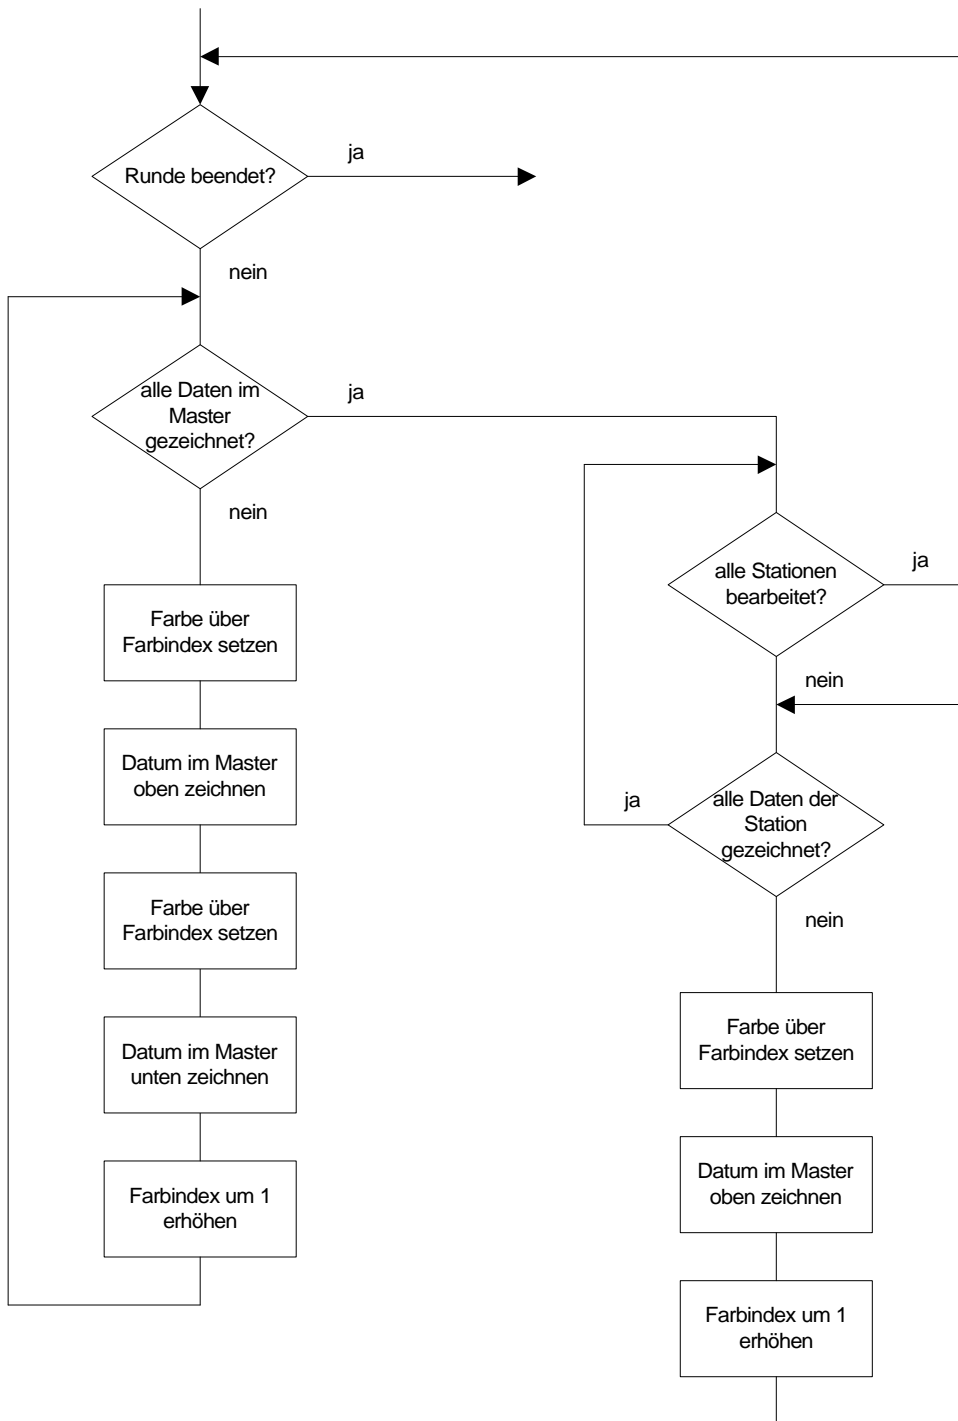 Runde beendet?
ja
nein
alle Daten im
Master
gezeichnet?
ja
nein
Farbe über
Farbindex setzen
Datum im Master
oben zeichnen
Farbe über
Farbindex setzen
Datum im Master
unten zeichnen
Farbindex um 1
erhöhen
alle Stationen
bearbeitet?
ja
nein
alle Daten der
Station
gezeichnet?
ja
nein
Farbe über
Farbindex setzen
Datum im Master
oben zeichnen
Farbindex um 1
erhöhen